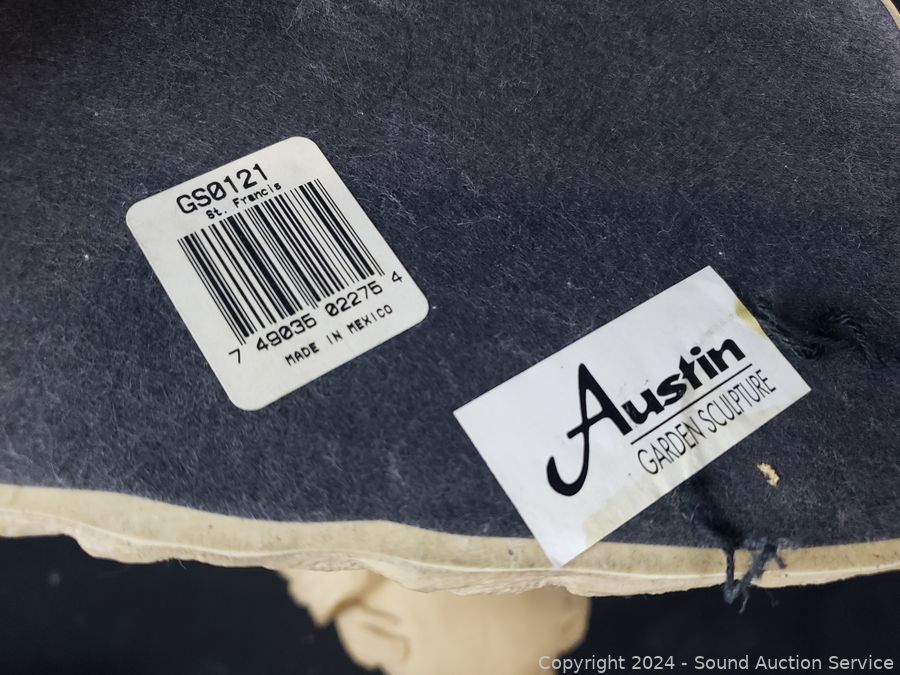 GS0121
St. Francis
7 49035 02275 4
MADE IN MEXICO
Austin
GARDEN SCULPTURE
Copyright 2024 - Sound Auction Service